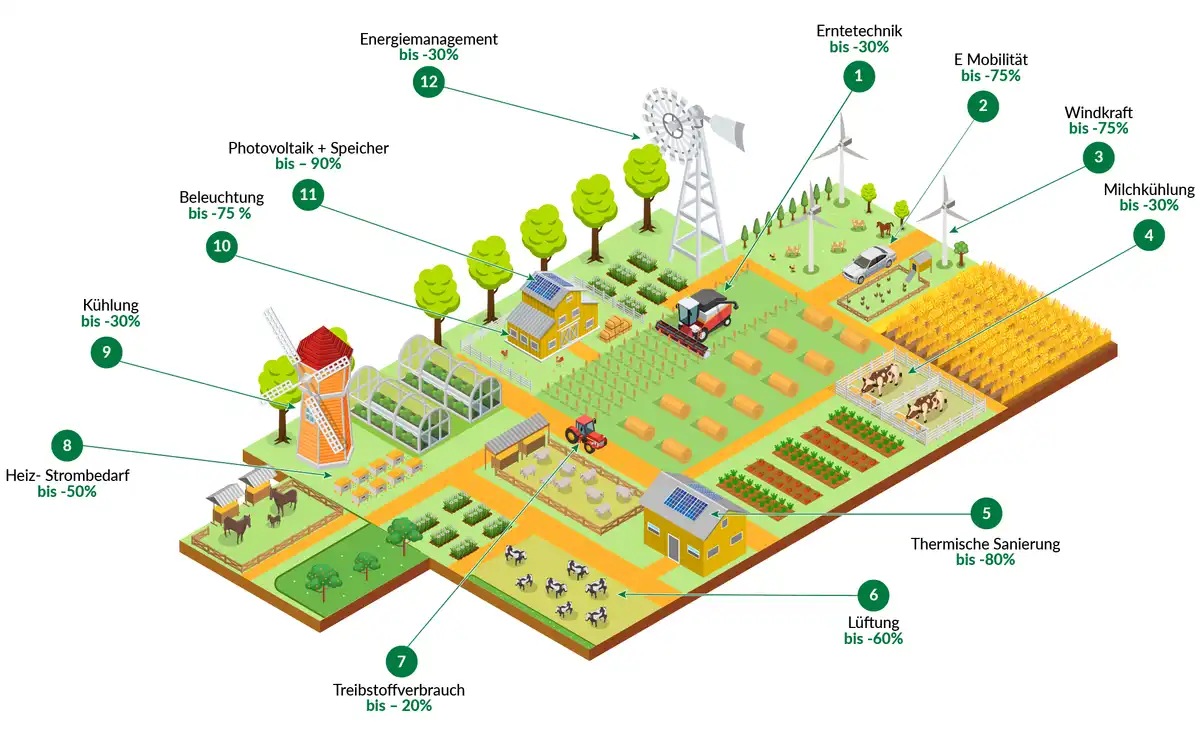 Erntetechnik
bis -30%
1
E Mobilität
bis -75%
2
Windkraft
bis -75%
3
Milchkühlung
bis -30%
4
5
Thermische Sanierung
bis -80%
6
Lüftung
bis -60%
7
Treibstoffverbrauch
bis – 20%
8
Heiz- Strombedarf
bis -50%
Kühlung
bis -30%
9
Beleuchtung
bis -75 %
10
Photovoltaik + Speicher
bis – 90%
11
Energiemanagement
bis -30%
12